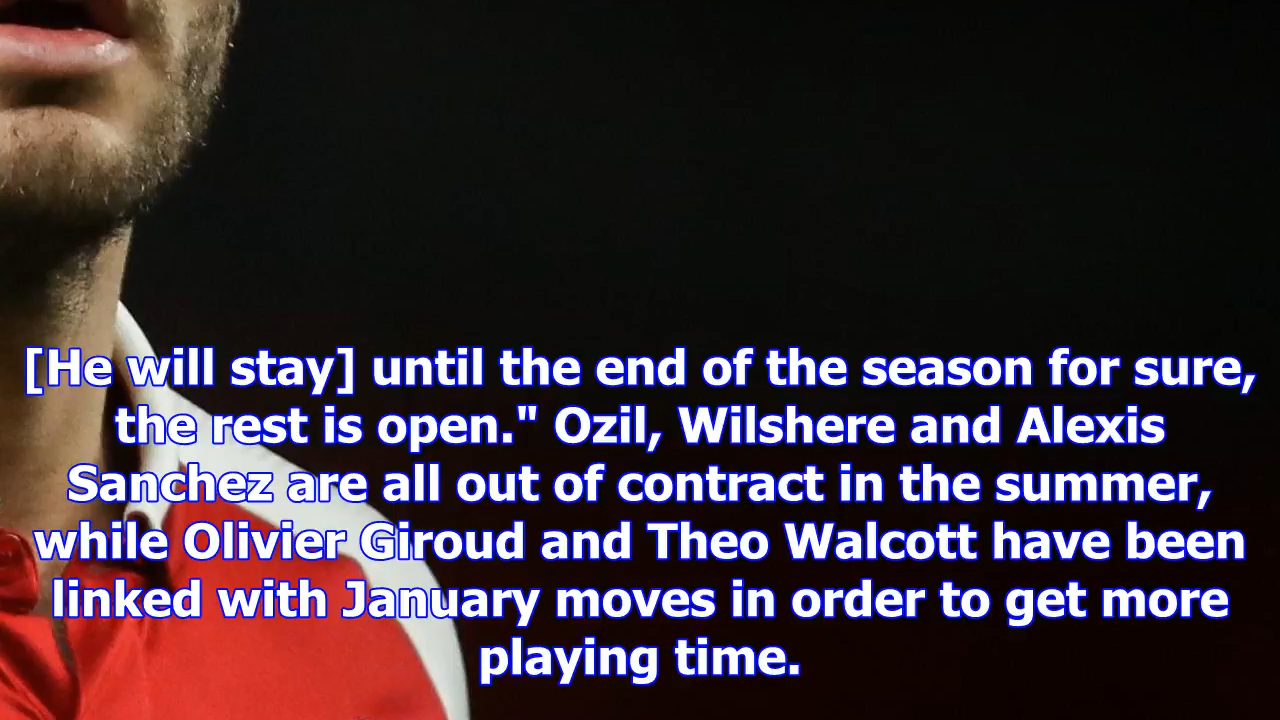 [He will stay] until the end of the season for sure,
the rest is open." Ozil, Wilshere and Alexis
Sanchez are all out of contract in the summer,
while Olivier Giroud and Theo Walcott have been
linked with January moves in order to get more
playing time.